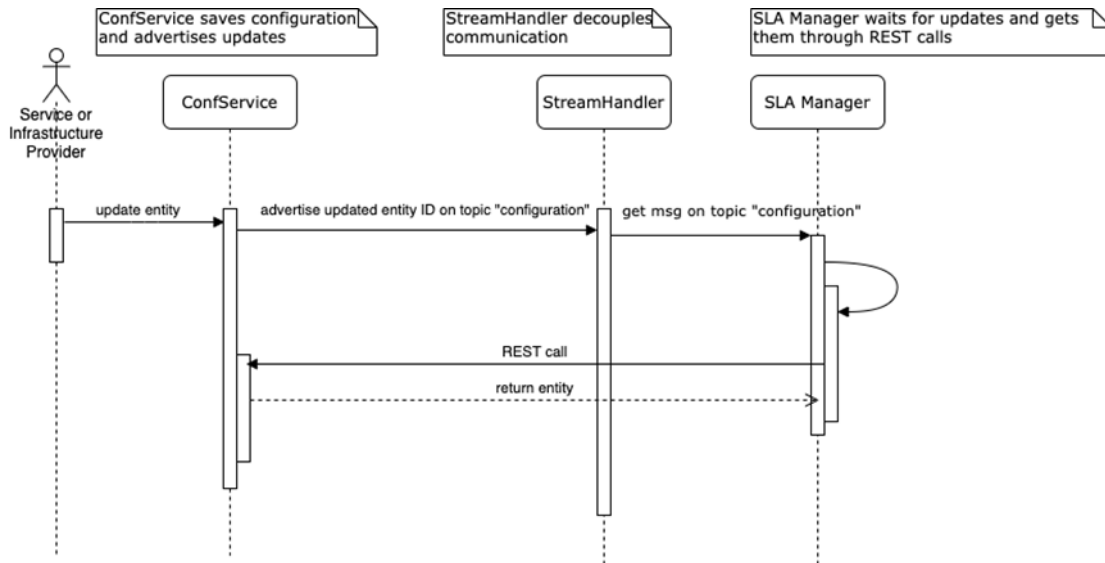 ConfService saves configuration
and advertises updates
StreamHandler decouples
communication
SLA Manager waits for updates and gets
them through REST calls
Service or
Infrastructure
Provider
ConfService
StreamHandler
SLA Manager
update entity
advertise updated entity ID on topic "configuration"
get msg on topic "configuration"
REST call
return entity